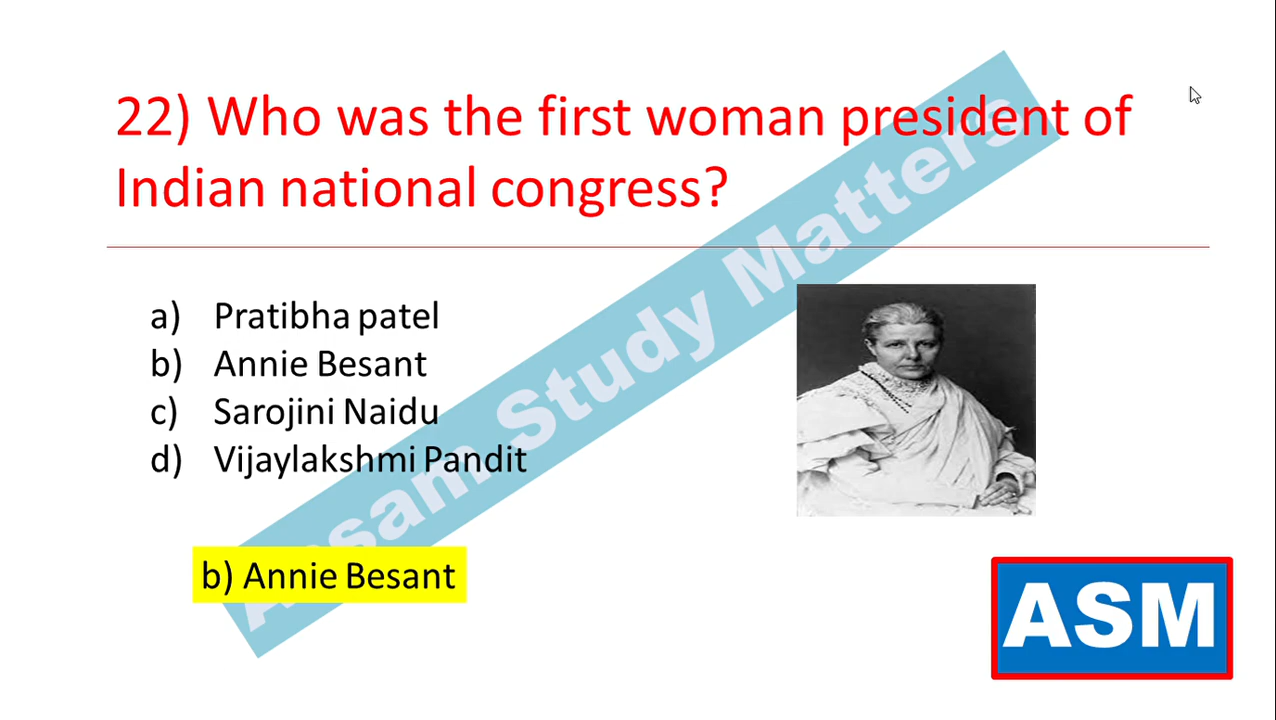 22) Who was the first woman president of
Indian national congress?
a) Pratibha patel
b) Annie Besant
c) Sarojini Naidu
d) Vijaylakshmi Pandit
b) Annie Besant
Assam Study Matters
ASM